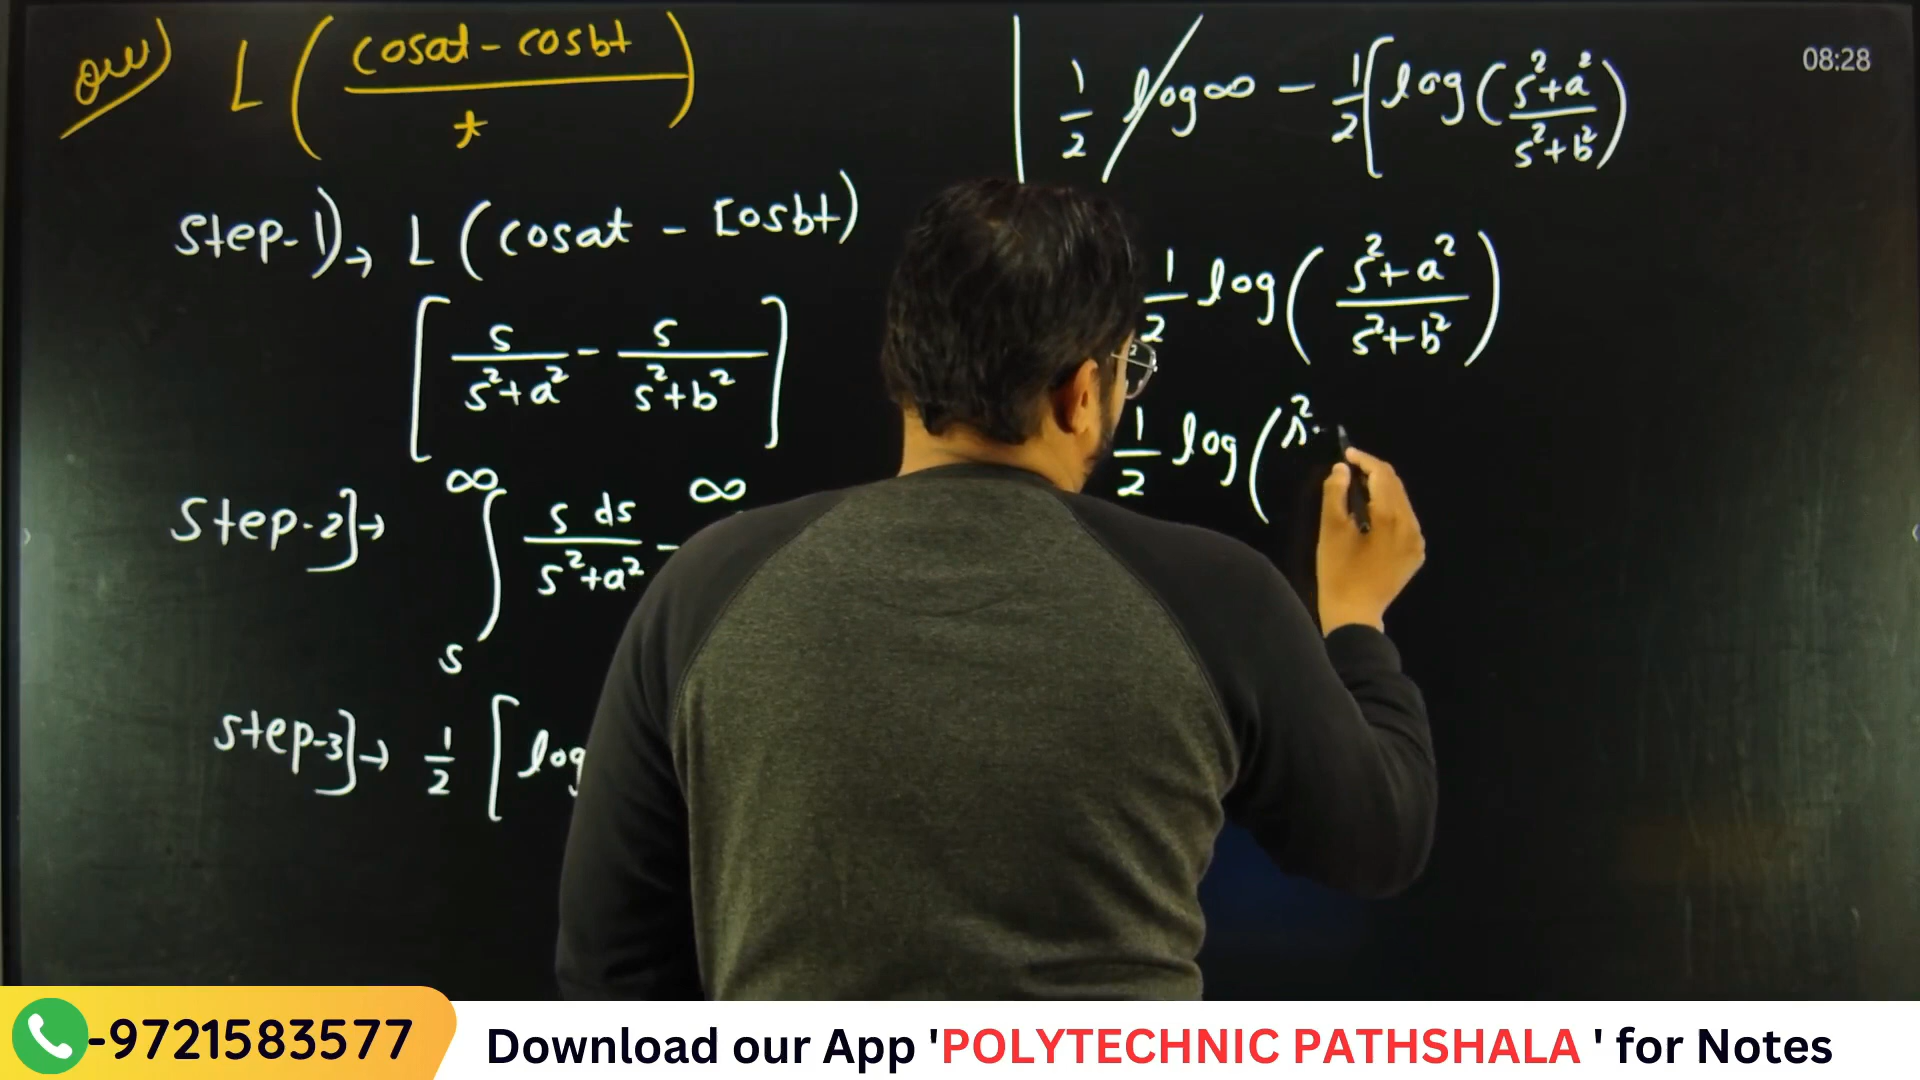 Que) L ( (cosat - cosbt) / t )
Step-1) → L (cosat - cosbt)
[ s / (s²+a²) - s / (s²+b²) ]
Step-2] → ∫ₛ^∞ s ds / (s²+a²) - ∞
Step-3] → 1/2 [ log
1/2 log ∞ - 1/2 [ log ( (s²+a²) / (s²+b²) )
1/2 log ( (s²+a²) / (s²+b²) )
1/2 log ( s²
08:28
-9721583577
Download our App 'POLYTECHNIC PATHSHALA ' for Notes